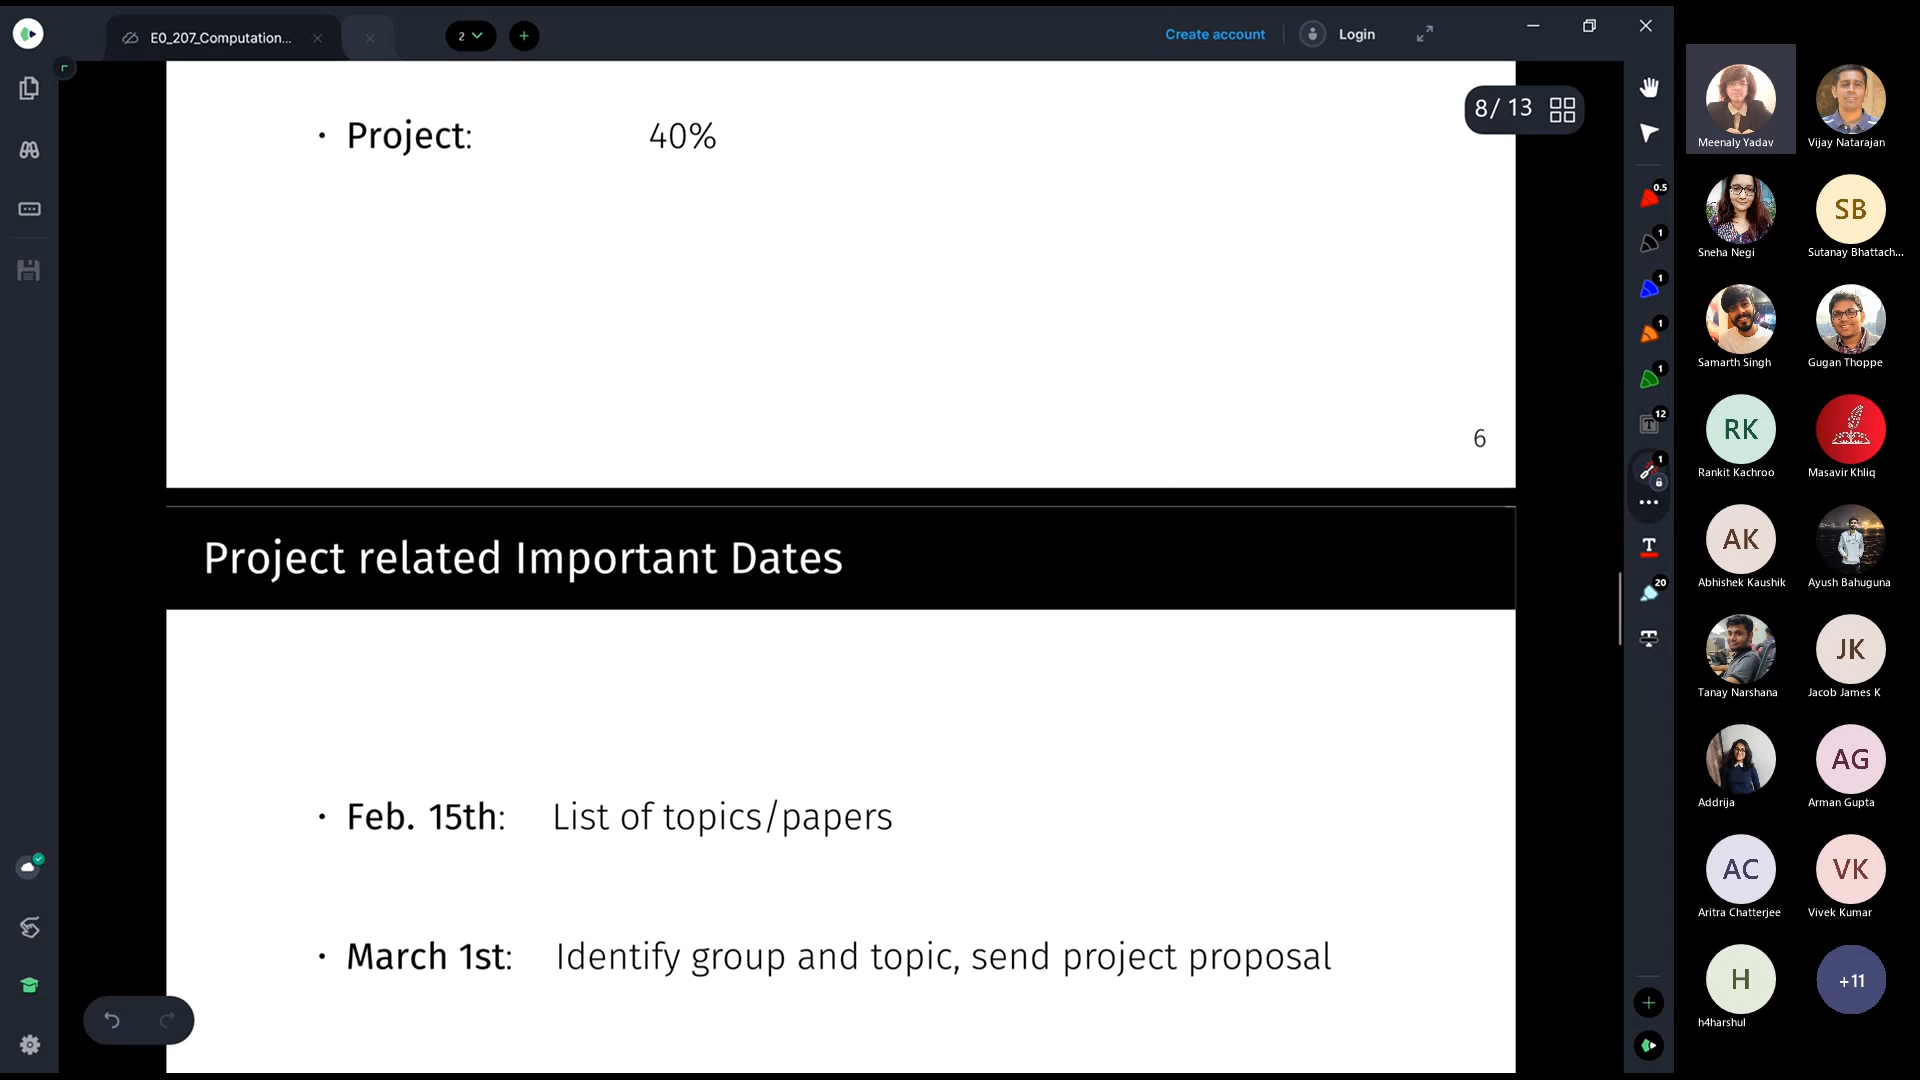 E0_207_Computation...
2
Create account
Login
• Project: 40%
8/ 13
6
Project related Important Dates
• Feb. 15th: List of topics/papers
• March 1st: Identify group and topic, send project proposal
0.5
1
1
1
1
T 12
1
T
20
Meenaly Yadav
Vijay Natarajan
Sneha Negi
SB
Sutanay Bhattach...
Samarth Singh
Gugan Thoppe
RK
Rankit Kachroo
Masavir Khliq
AK
Abhishek Kaushik
Ayush Bahuguna
Tanay Narshana
JK
Jacob James K
Addrija
AG
Arman Gupta
AC
Aritra Chatterjee
VK
Vivek Kumar
H
h4harshul
+11